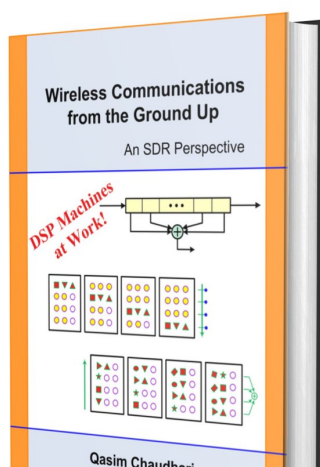 Wireless Communications
from the Ground Up
An SDR Perspective
DSP Machines
at Work!
Qasim Chaudhari